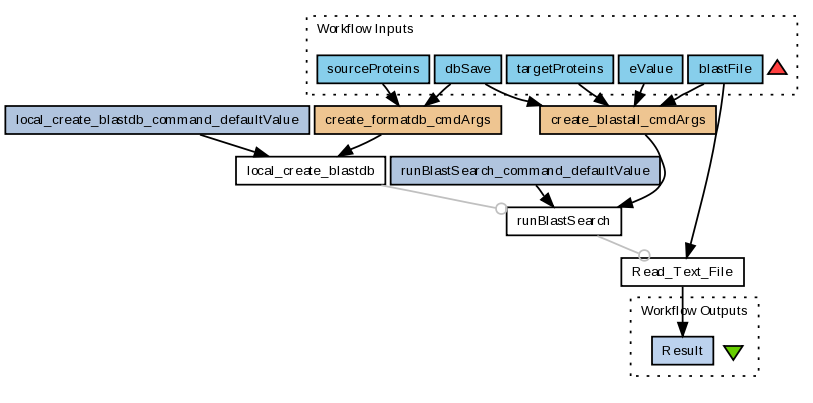 Workflow Inputs
sourceProteins
dbSave
targetProteins
eValue
blastFile
local_create_blastdb_command_defaultValue
create_formatdb_cmdArgs
create_blastall_cmdArgs
local_create_blastdb
runBlastSearch_command_defaultValue
runBlastSearch
Read_Text_File
Workflow Outputs
Result